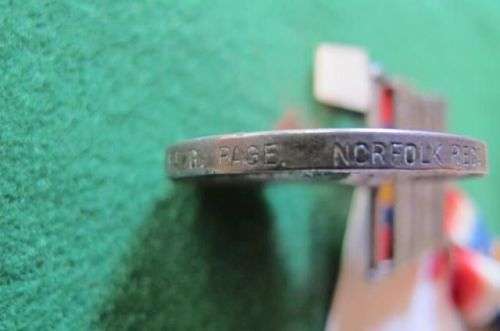 R. PAGE. NORFOLK REG